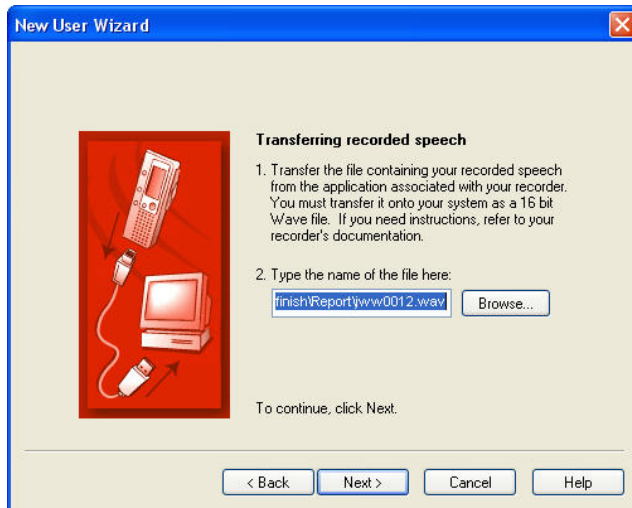 New User Wizard
Transferring recorded speech
1. Transfer the file containing your recorded speech
from the application associated with your recorder.
You must transfer it onto your system as a 16 bit
Wave file. If you need instructions, refer to your
recorder's documentation.
2. Type the name of the file here:
finish\Report\jww0012.wav
Browse...
To continue, click Next.
< Back
Next >
Cancel
Help